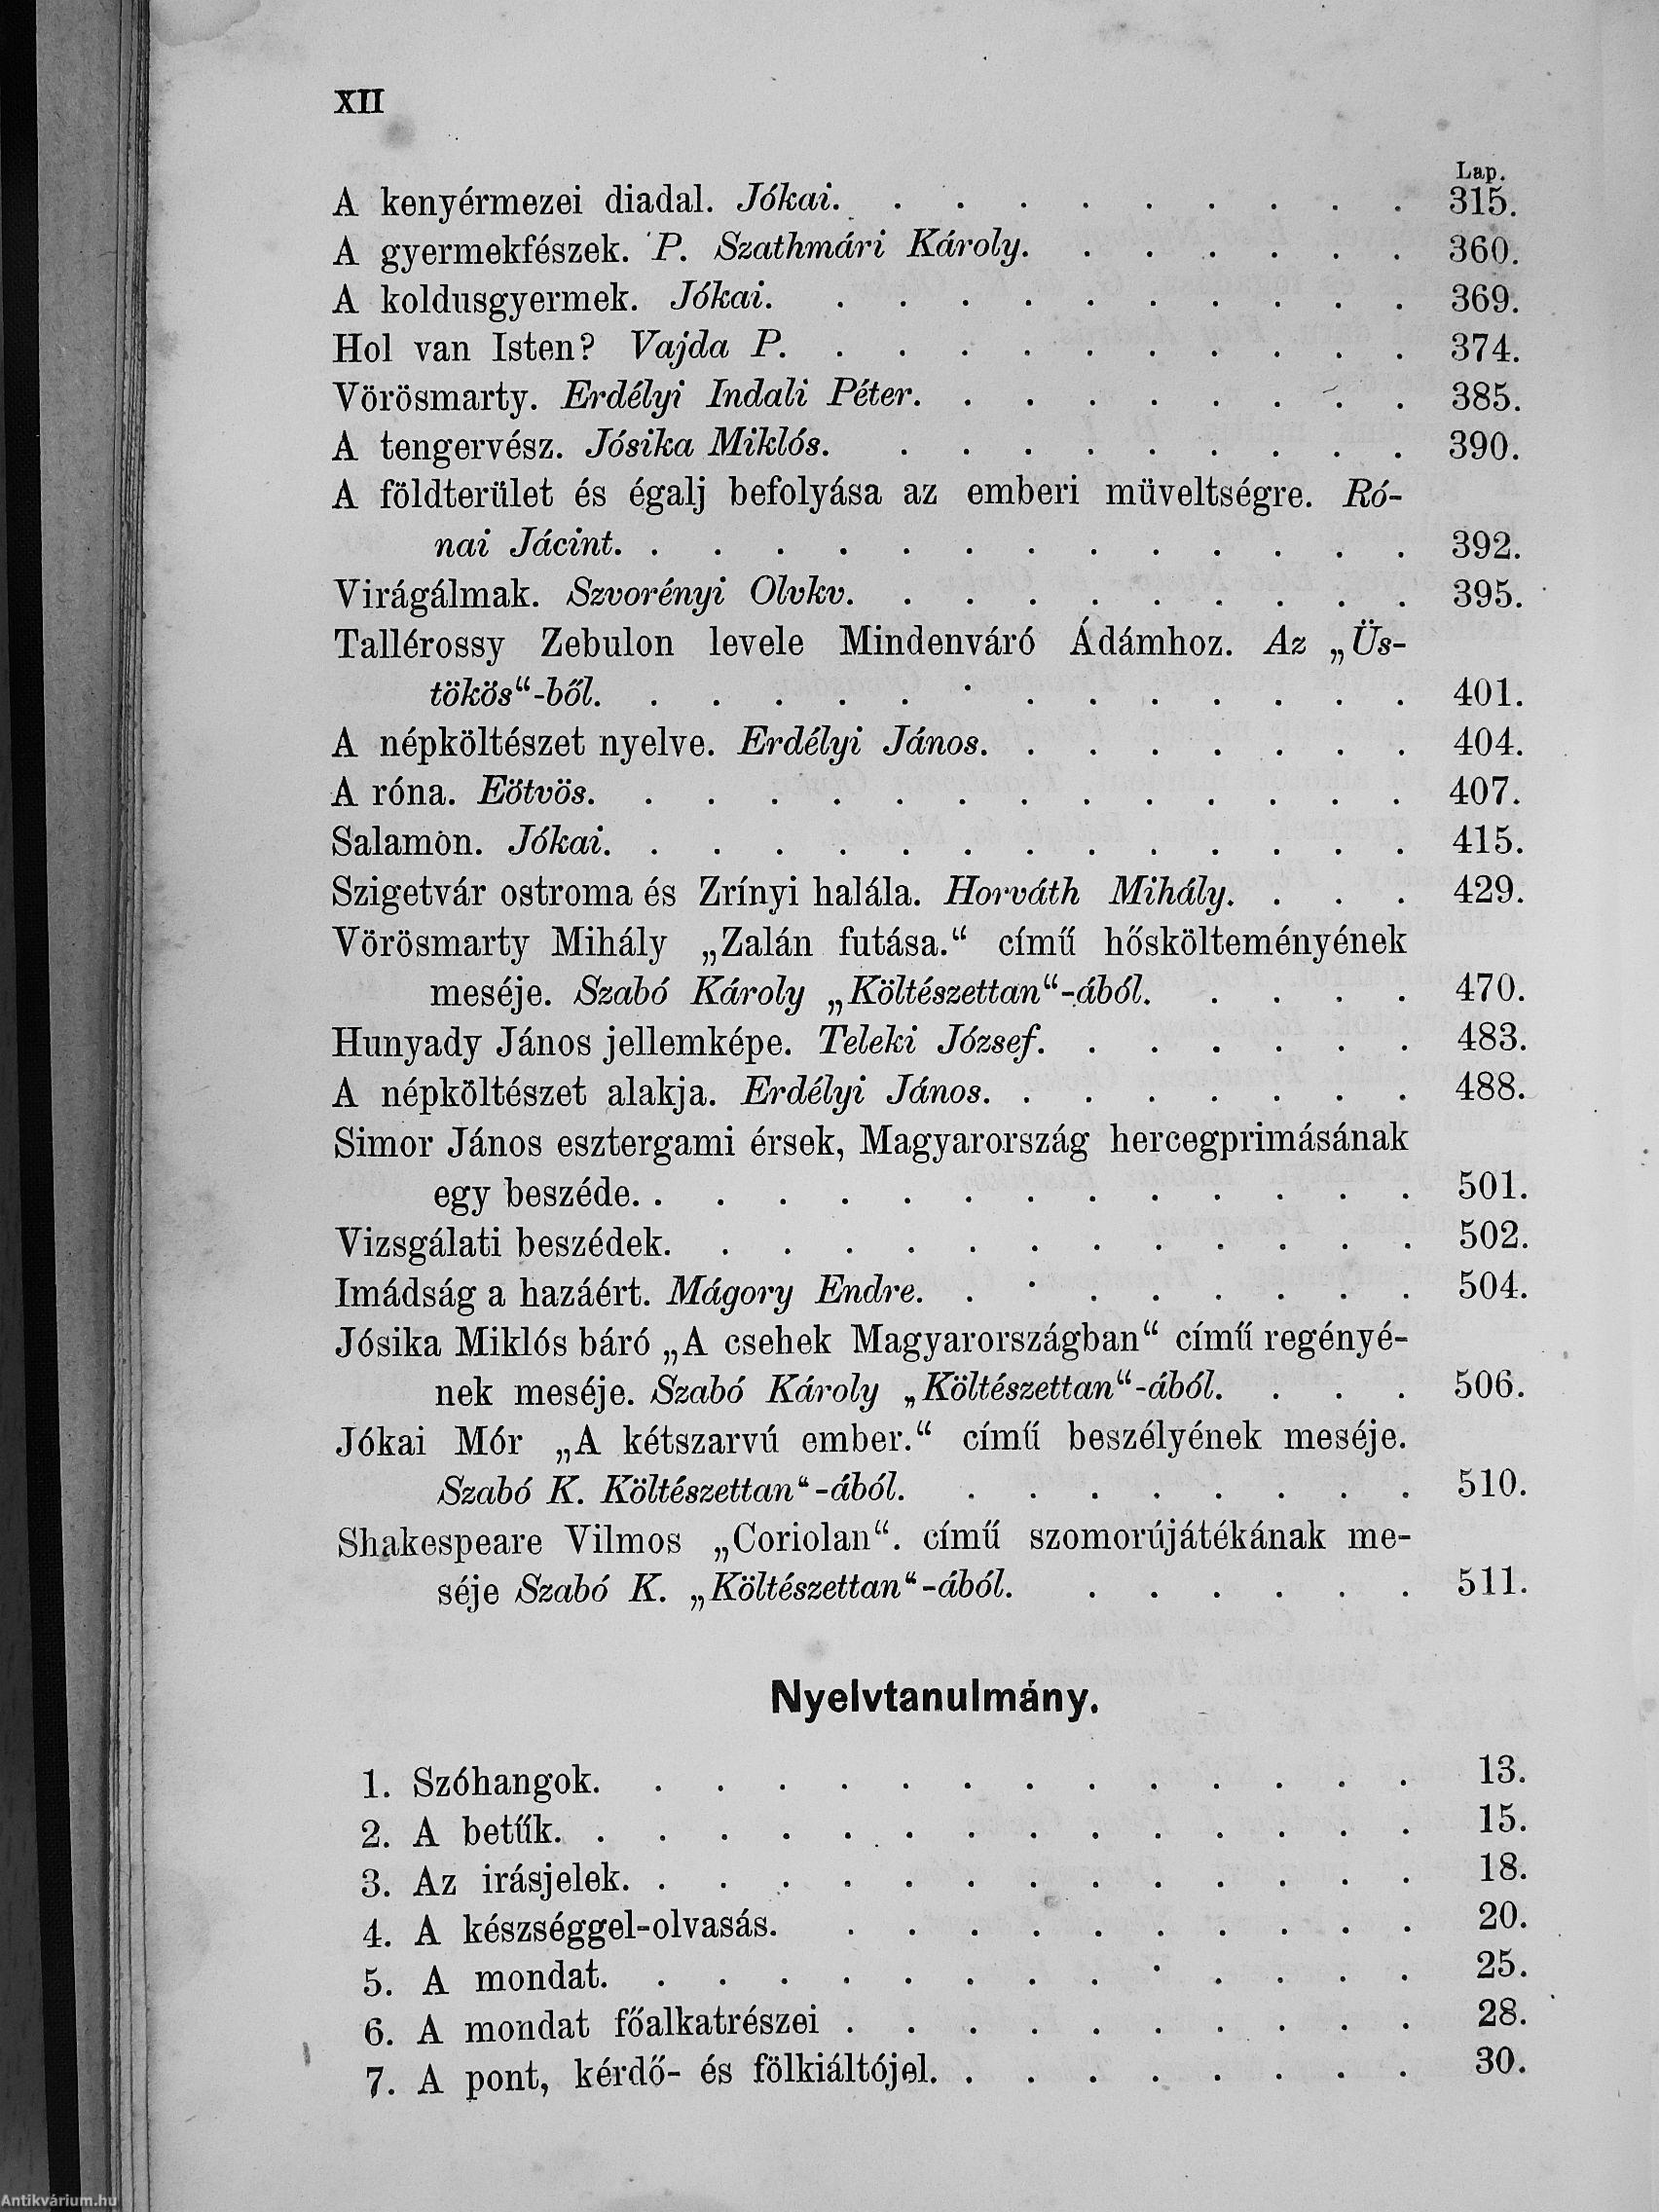 XII
Lap.
A kenyérmezei diadal. Jókai. . . . . . . . . . 315.
A gyermekfészek. P. Szathmári Károly. . . . . . . 360.
A koldusgyermek. Jókai. . . . . . . . . . . 369.
Hol van Isten? Vajda P. . . . . . . . . . . 374.
Vörösmarty. Erdélyi Indali Péter. . . . . . . . . 385.
A tengervész. Jósika Miklós. . . . . . . . . . 390.
A földterület és égalj befolyása az emberi müveltségre. Ró-
nai Jácint. . . . . . . . . . . . . . 392.
Virágálmak. Szvorényi Olvkv. . . . . . . . . . 395.
Tallérossy Zebulon levele Mindenváró Ádámhoz. Az „Üs-
tökös“-ből. . . . . . . . . . . . . . 401.
A népköltészet nyelve. Erdélyi János. . . . . . . . 404.
A róna. Eötvös. . . . . . . . . . . . . . 407.
Salamon. Jókai. . . . . . . . . . . . . . 415.
Szigetvár ostroma és Zrínyi halála. Horváth Mihály. . . . 429.
Vörösmarty Mihály „Zalán futása.“ című hőskölteményének
meséje. Szabó Károly „Költészettan“-ából. . . . . 470.
Hunyady János jellemképe. Teleki József. . . . . . . 483.
A népköltészet alakja. Erdélyi János. . . . . . . . 488.
Simor János esztergami érsek, Magyarország hercegprimásának
egy beszéde. . . . . . . . . . . . . . 501.
Vizsgálati beszédek. . . . . . . . . . . . . 502.
Imádság a hazáért. Mágory Endre. . . . . . . . . 504.
Jósika Miklós báró „A csehek Magyarországban“ című regényé-
nek meséje. Szabó Károly „Költészettan“-ából. . . . 506.
Jókai Mór „A kétszarvú ember.“ című beszélyének meséje.
Szabó K. Költészettan“-ából. . . . . . . . . 510.
Shakespeare Vilmos „Coriolan“. című szomorújátékának me-
séje Szabó K. „Költészettan“-ából. . . . . . . 511.
Nyelvtanulmány.
1. Szóhangok. . . . . . . . . . . . . . 13.
2. A betűk. . . . . . . . . . . . . . . 15.
3. Az irásjelek. . . . . . . . . . . . . . 18.
4. A készséggel-olvasás. . . . . . . . . . . 20.
5. A mondat. . . . . . . . . . . . . . 25.
6. A mondat főalkatrészei . . . . . . . . . . 28.
7. A pont, kérdő- és fölkiáltójel. . . . . . . . . 30.
Antikvárium.hu